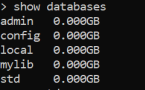 > show databases
admin   0.000GB
config  0.000GB
local   0.000GB
mylib   0.000GB
std     0.000GB